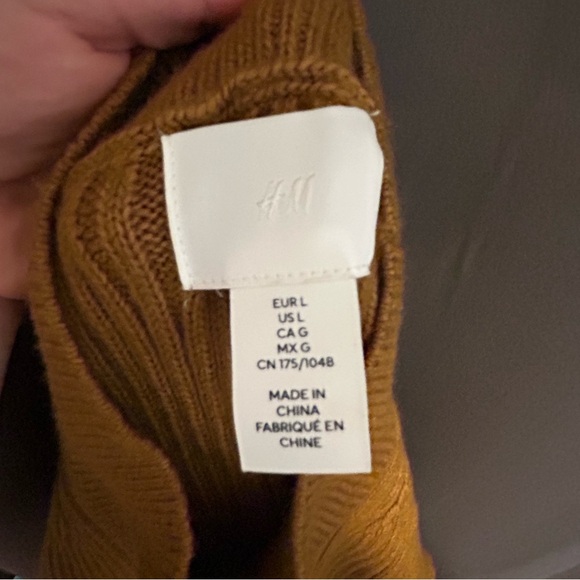 H&M
EUR L
US L
CA G
MX G
CN 175/104B
MADE IN
CHINA
FABRIQUÉ EN
CHINE